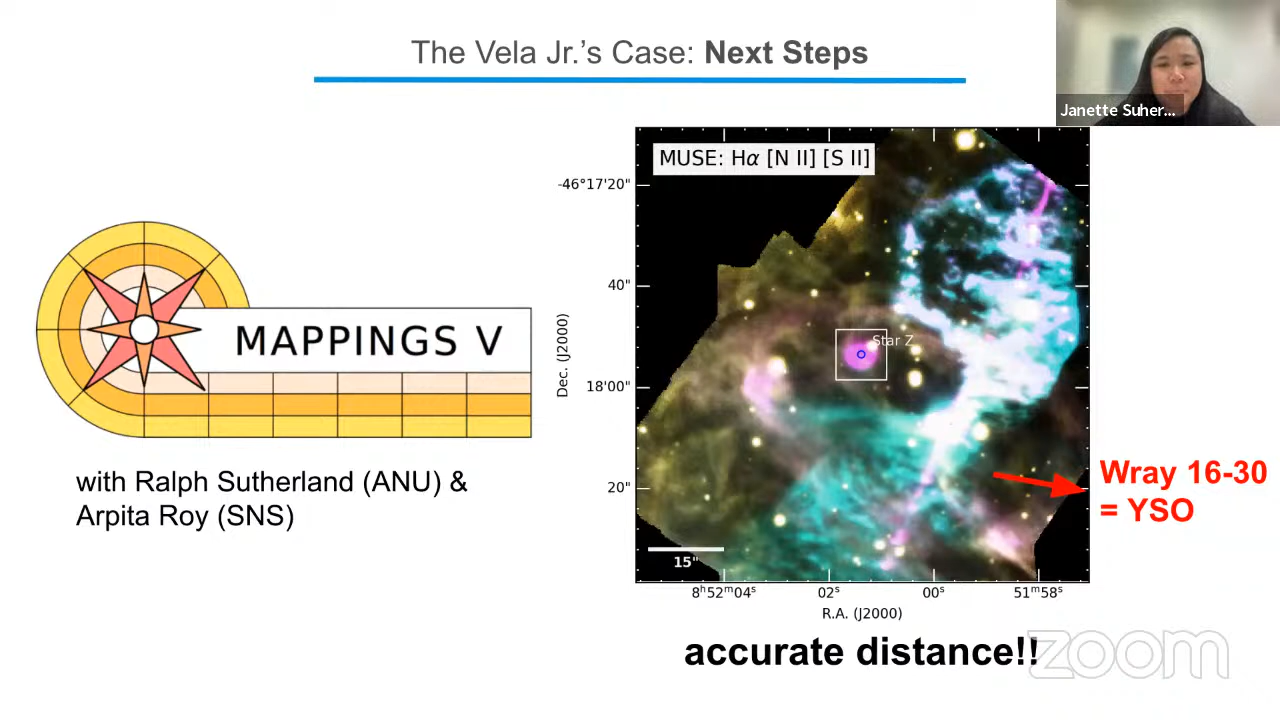 The Vela Jr.'s Case: Next Steps
Janette Suher...
MUSE: Hα [N II] [S II]
-46°17'20"
40"
18'00"
20"
Dec. (J2000)
Star Z
15"
8ʰ52ᵐ04ˢ
02ˢ
00ˢ
51ᵐ58ˢ
R.A. (J2000)
MAPPINGS V
with Ralph Sutherland (ANU) &
Arpita Roy (SNS)
Wray 16-30
= YSO
accurate distance!!
zoom